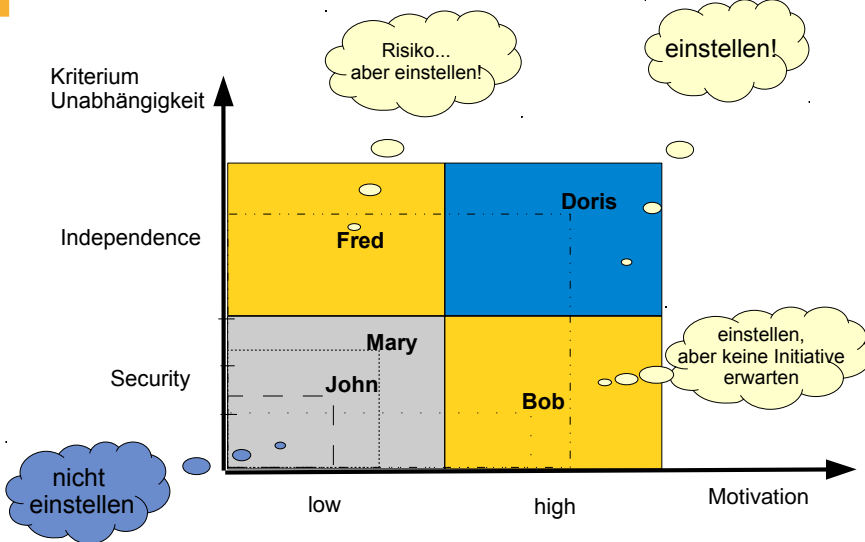 Risiko...
aber einstellen!
einstellen!
Kriterium
Unabhängigkeit
Doris
Independence
Fred
Mary
einstellen,
aber keine Initiative
erwarten
Security
John
Bob
nicht
einstellen
low
high
Motivation